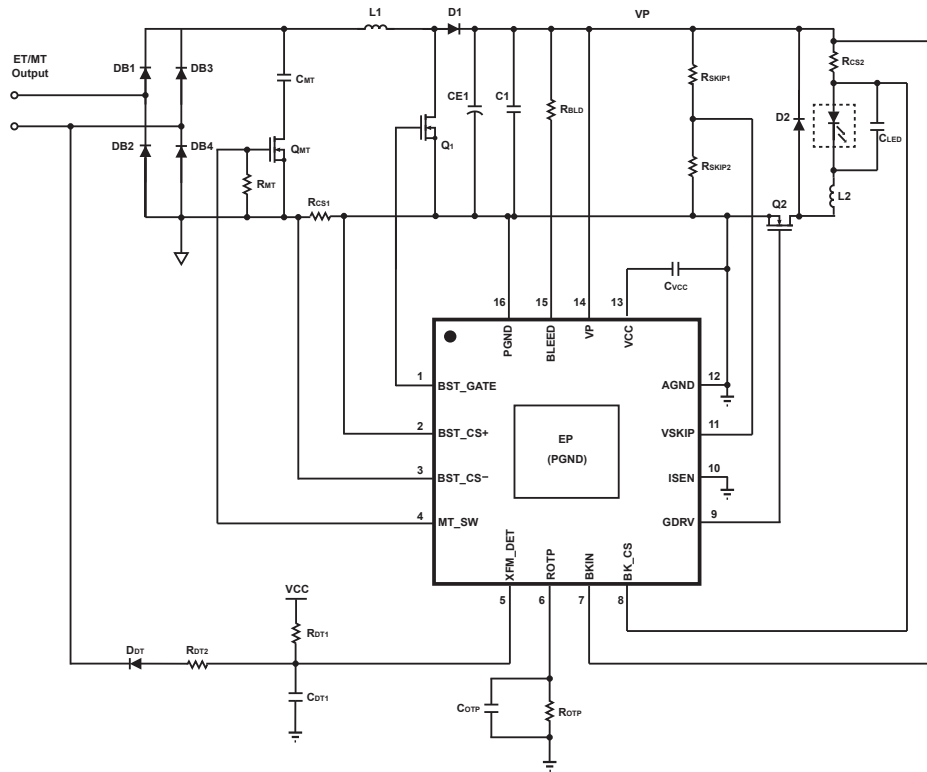 L1
D1
VP
ET/MT
Output
DB1
DB3
CMT
RCS2
RSKIP1
CE1
C1
RBLD
D2
CLED
DB2
DB4
QMT
Q1
RMT
RSKIP2
RCS1
Q2
L2
CVCC
16
15
14
13
PGND
BLEED
VP
VCC
1
BST_GATE
12
AGND
2
BST_CS+
11
VSKIP
EP
(PGND)
3
BST_CS−
10
ISEN
4
MT_SW
9
GDRV
XFM_DET
ROTP
BKIN
BK_CS
5
6
7
8
VCC
RDT1
DDT
RDT2
CDT1
COTP
ROTP